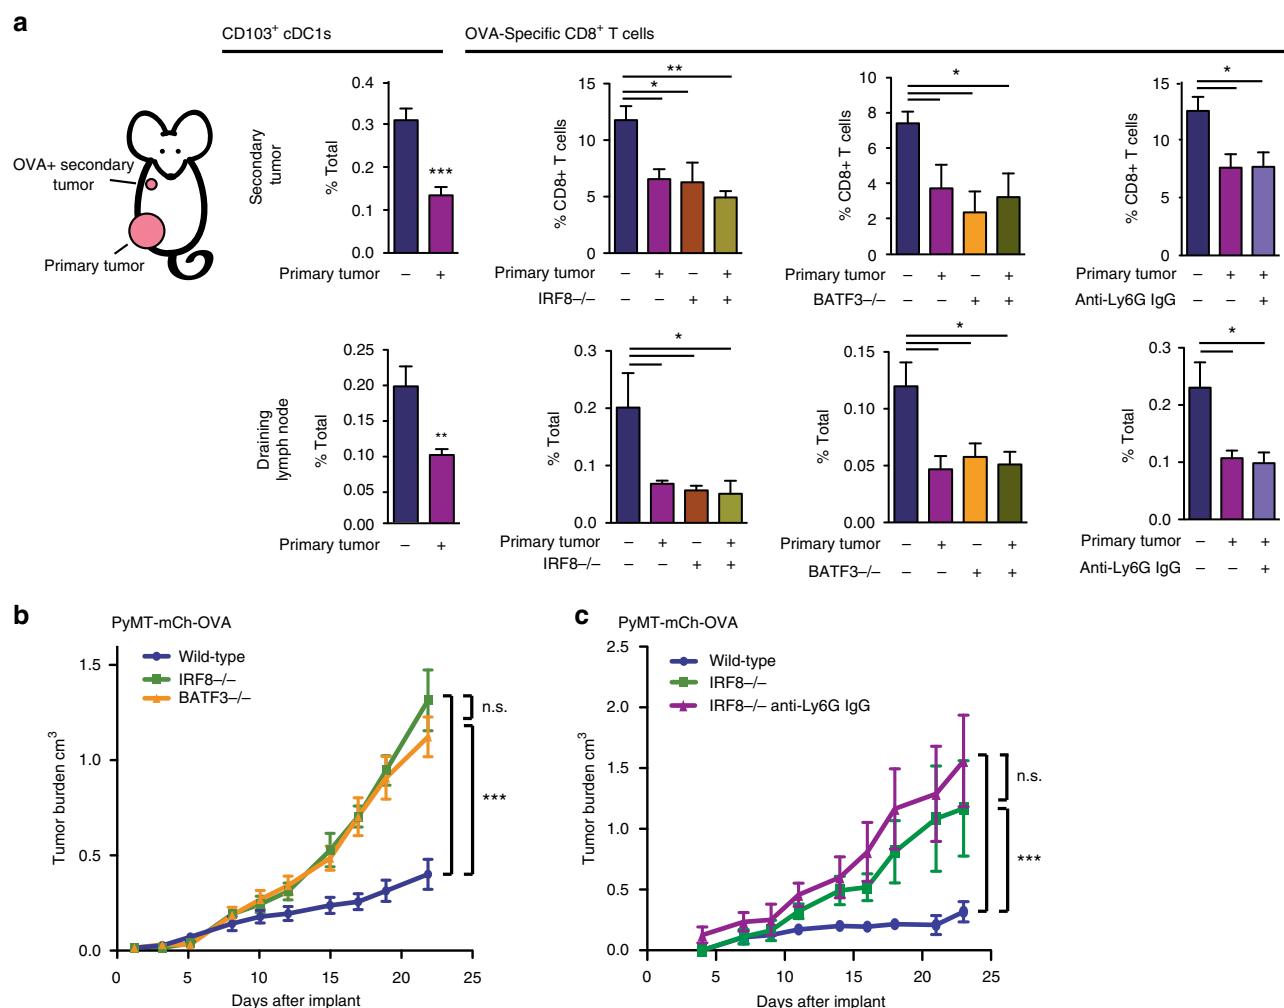 a
CD103+ cDC1s
OVA-Specific CD8+ T cells
OVA+ secondary
tumor
Primary tumor
Secondary
tumor
% Total
0.4
0.3
0.2
0.1
0.0
***
Primary tumor – +
% CD8+ T cells
15
10
5
0
**
*
Primary tumor – + – +
IRF8–/– – – + +
% CD8+ T cells
10
8
6
4
2
0
*
Primary tumor – + – +
BATF3–/– – – + +
% CD8+ T cells
15
10
5
0
*
Primary tumor – + +
Anti-Ly6G IgG – – +
Draining
lymph node
% Total
0.25
0.20
0.15
0.10
0.05
0.00
**
Primary tumor – +
% Total
0.3
0.2
0.1
0.0
*
Primary tumor – + – +
IRF8–/– – – + +
% Total
0.15
0.10
0.05
0.00
*
Primary tumor – + – +
BATF3–/– – – + +
% Total
0.3
0.2
0.1
0.0
*
Primary tumor – + +
Anti-Ly6G IgG – – +
b
PyMT-mCh-OVA
Wild-type
IRF8–/–
BATF3–/–
Tumor burden cm3
1.5
1.0
0.5
0.0
n.s.
***
0 5 10 15 20 25
Days after implant
c
PyMT-mCh-OVA
Wild-type
IRF8–/–
IRF8–/– anti-Ly6G IgG
Tumor burden cm3
2.5
2.0
1.5
1.0
0.5
0.0
n.s.
***
0 5 10 15 20 25
Days after implant